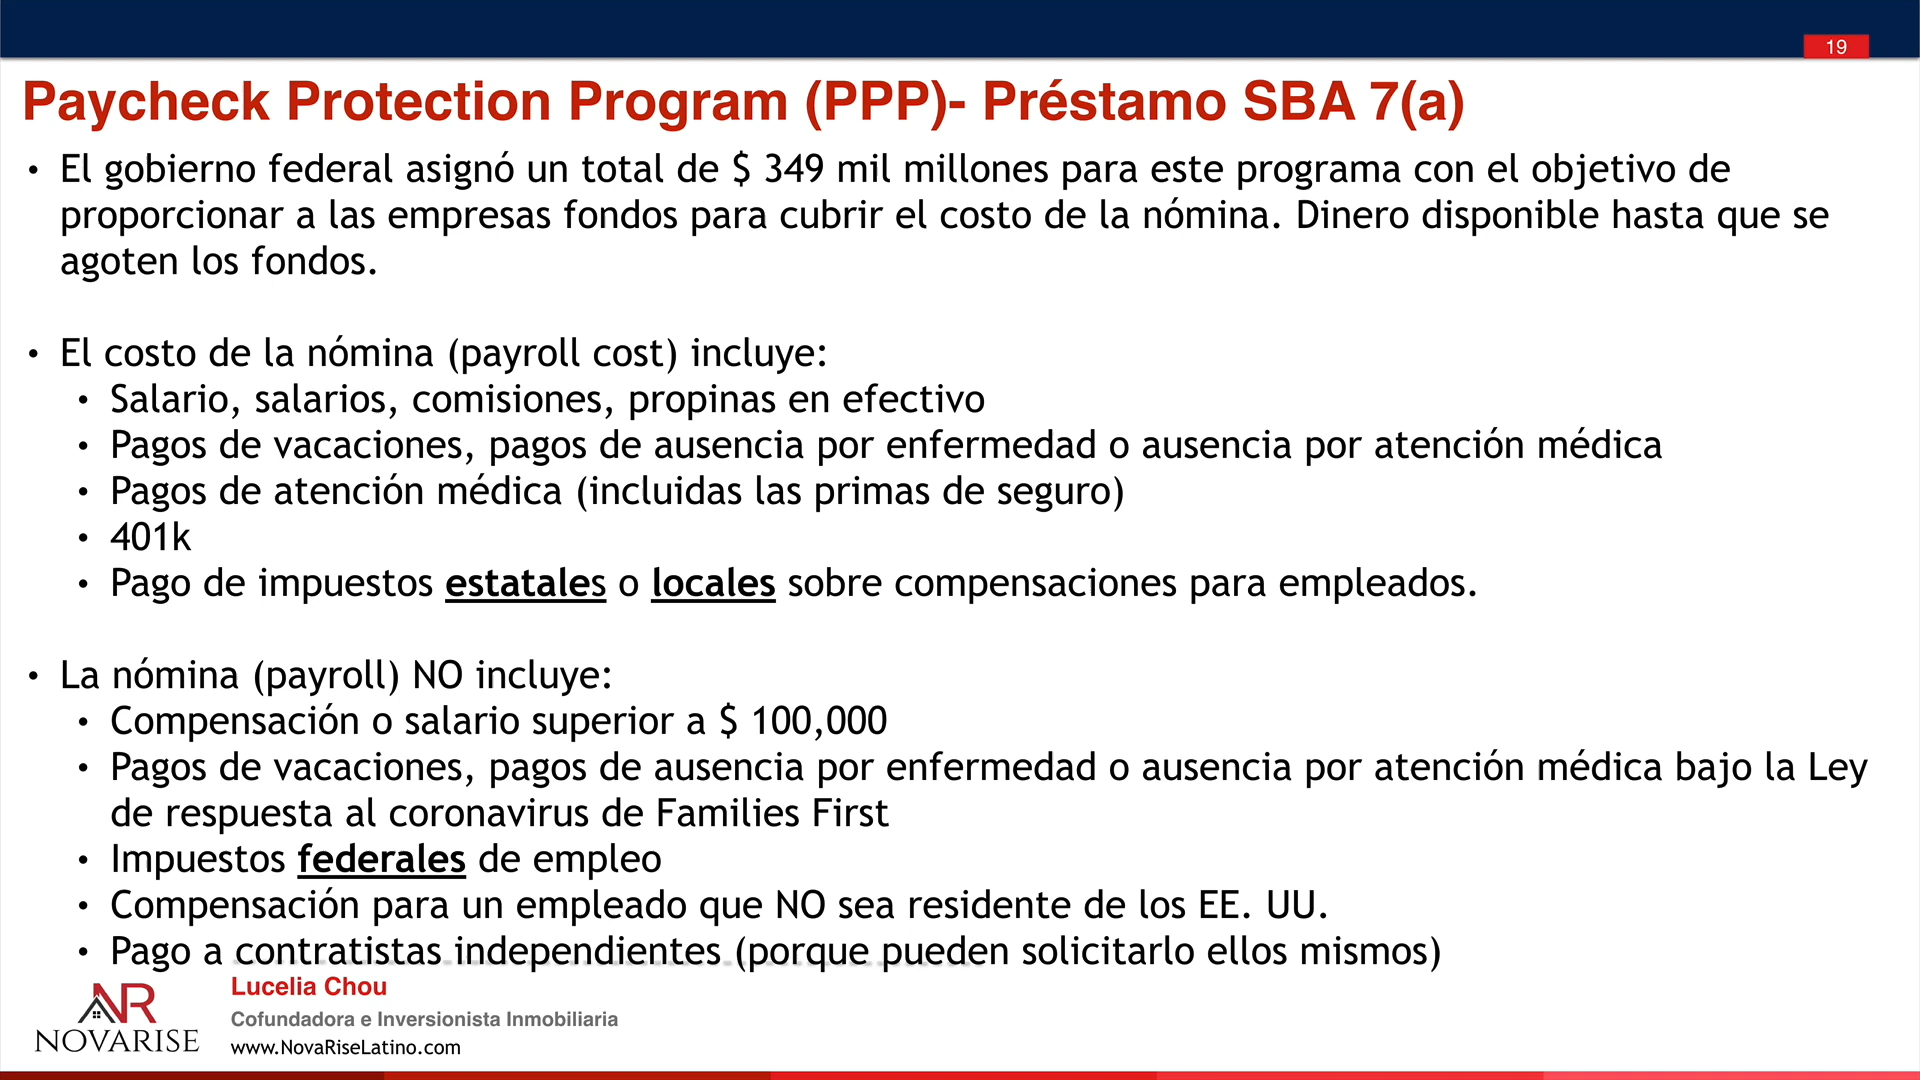 19
Paycheck Protection Program (PPP)- Préstamo SBA 7(a)
• El gobierno federal asignó un total de $ 349 mil millones para este programa con el objetivo de
proporcionar a las empresas fondos para cubrir el costo de la nómina. Dinero disponible hasta que se
agoten los fondos.
• El costo de la nómina (payroll cost) incluye:
• Salario, salarios, comisiones, propinas en efectivo
• Pagos de vacaciones, pagos de ausencia por enfermedad o ausencia por atención médica
• Pagos de atención médica (incluidas las primas de seguro)
• 401k
• Pago de impuestos estatales o locales sobre compensaciones para empleados.
• La nómina (payroll) NO incluye:
• Compensación o salario superior a $ 100,000
• Pagos de vacaciones, pagos de ausencia por enfermedad o ausencia por atención médica bajo la Ley
de respuesta al coronavirus de Families First
• Impuestos federales de empleo
• Compensación para un empleado que NO sea residente de los EE. UU.
• Pago a contratistas independientes (porque pueden solicitarlo ellos mismos)
NR
NOVARISE
Lucelia Chou
Cofundadora e Inversionista Inmobiliaria
www.NovaRiseLatino.com